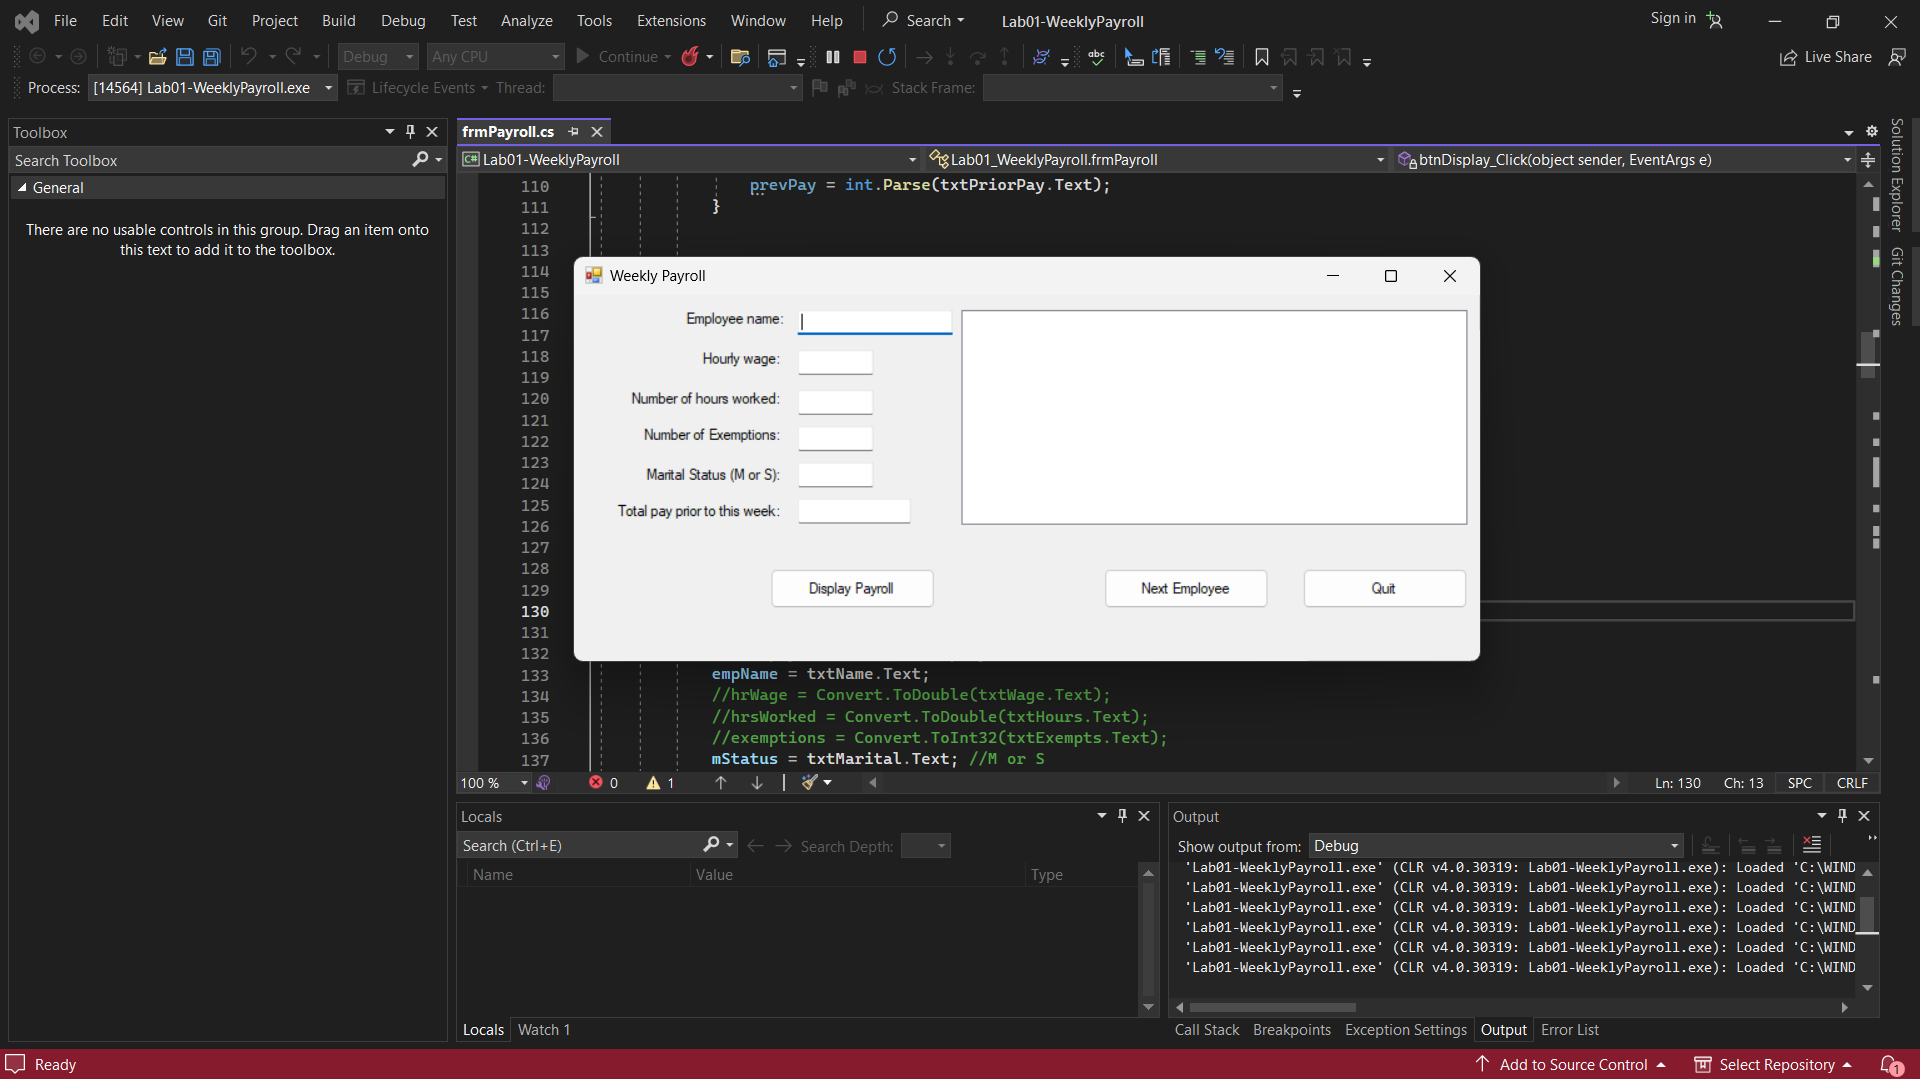 File Edit View Git Project Build Debug Test Analyze Tools Extensions Window Help Search Lab01-WeeklyPayroll Sign in
Debug Any CPU Continue abc Live Share
Process: [14564] Lab01-WeeklyPayroll.exe Lifecycle Events Thread: Stack Frame:
Toolbox
Search Toolbox
General
There are no usable controls in this group. Drag an item onto
this text to add it to the toolbox.
frmPayroll.cs
C# Lab01-WeeklyPayroll Lab01_WeeklyPayroll.frmPayroll btnDisplay_Click(object sender, EventArgs e)
110 prevPay = int.Parse(txtPriorPay.Text);
111 }
112
113
114
115
116
117
118
119
120
121
122
123
124
125
126
127
128
129
130
131
132
133 empName = txtName.Text;
134 //hrWage = Convert.ToDouble(txtWage.Text);
135 //hrsWorked = Convert.ToDouble(txtHours.Text);
136 //exemptions = Convert.ToInt32(txtExempts.Text);
137 mStatus = txtMarital.Text; //M or S
Weekly Payroll
Employee name:
Hourly wage:
Number of hours worked:
Number of Exemptions:
Marital Status (M or S):
Total pay prior to this week:
Display Payroll Next Employee Quit
100 % 0 1 Ln: 130 Ch: 13 SPC CRLF
Solution Explorer
Git Changes
Locals
Search (Ctrl+E) Search Depth:
Name Value Type
Locals Watch 1
Output
Show output from: Debug
'Lab01-WeeklyPayroll.exe' (CLR v4.0.30319: Lab01-WeeklyPayroll.exe): Loaded 'C:\WIND
'Lab01-WeeklyPayroll.exe' (CLR v4.0.30319: Lab01-WeeklyPayroll.exe): Loaded 'C:\WIND
'Lab01-WeeklyPayroll.exe' (CLR v4.0.30319: Lab01-WeeklyPayroll.exe): Loaded 'C:\WIND
'Lab01-WeeklyPayroll.exe' (CLR v4.0.30319: Lab01-WeeklyPayroll.exe): Loaded 'C:\WIND
'Lab01-WeeklyPayroll.exe' (CLR v4.0.30319: Lab01-WeeklyPayroll.exe): Loaded 'C:\WIND
'Lab01-WeeklyPayroll.exe' (CLR v4.0.30319: Lab01-WeeklyPayroll.exe): Loaded 'C:\WIND
Call Stack Breakpoints Exception Settings Output Error List
Ready Add to Source Control Select Repository 1